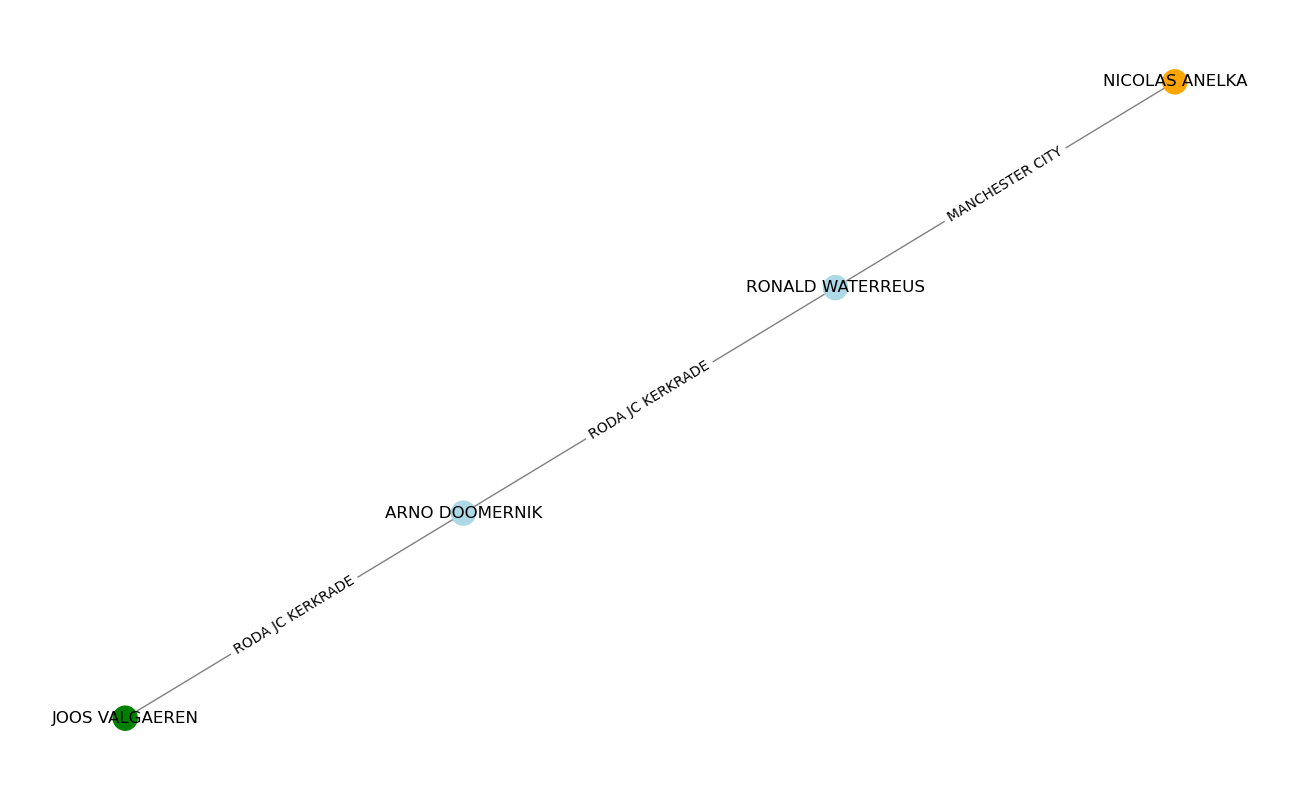 NICOLAS ANELKA
MANCHESTER CITY
RONALD WATERREUS
RODA JC KERKRADE
ARNO DOOMERNIK
RODA JC KERKRADE
JOOS VALGAEREN